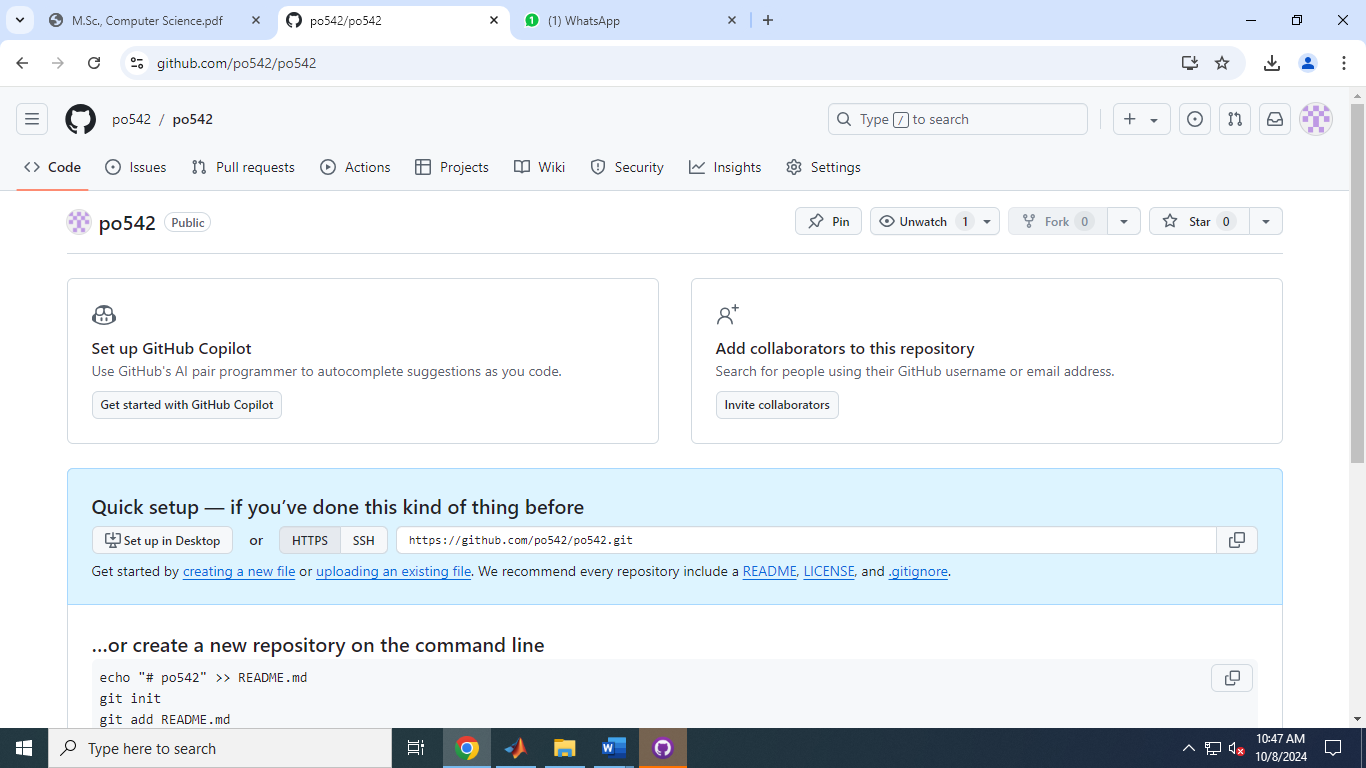 M.Sc., Computer Science.pdf
po542/po542
(1) WhatsApp
github.com/po542/po542
po542 / po542
Type / to search
Code Issues Pull requests Actions Projects Wiki Security Insights Settings
po542 Public
Pin Unwatch 1 Fork 0 Star 0
Set up GitHub Copilot
Use GitHub's AI pair programmer to autocomplete suggestions as you code.
Get started with GitHub Copilot
Add collaborators to this repository
Search for people using their GitHub username or email address.
Invite collaborators
Quick setup — if you’ve done this kind of thing before
Set up in Desktop or HTTPS SSH https://github.com/po542/po542.git
Get started by creating a new file or uploading an existing file. We recommend every repository include a README, LICENSE, and .gitignore.
…or create a new repository on the command line
echo "# po542" >> README.md
git init
git add README.md
Type here to search
10:47 AM
10/8/2024